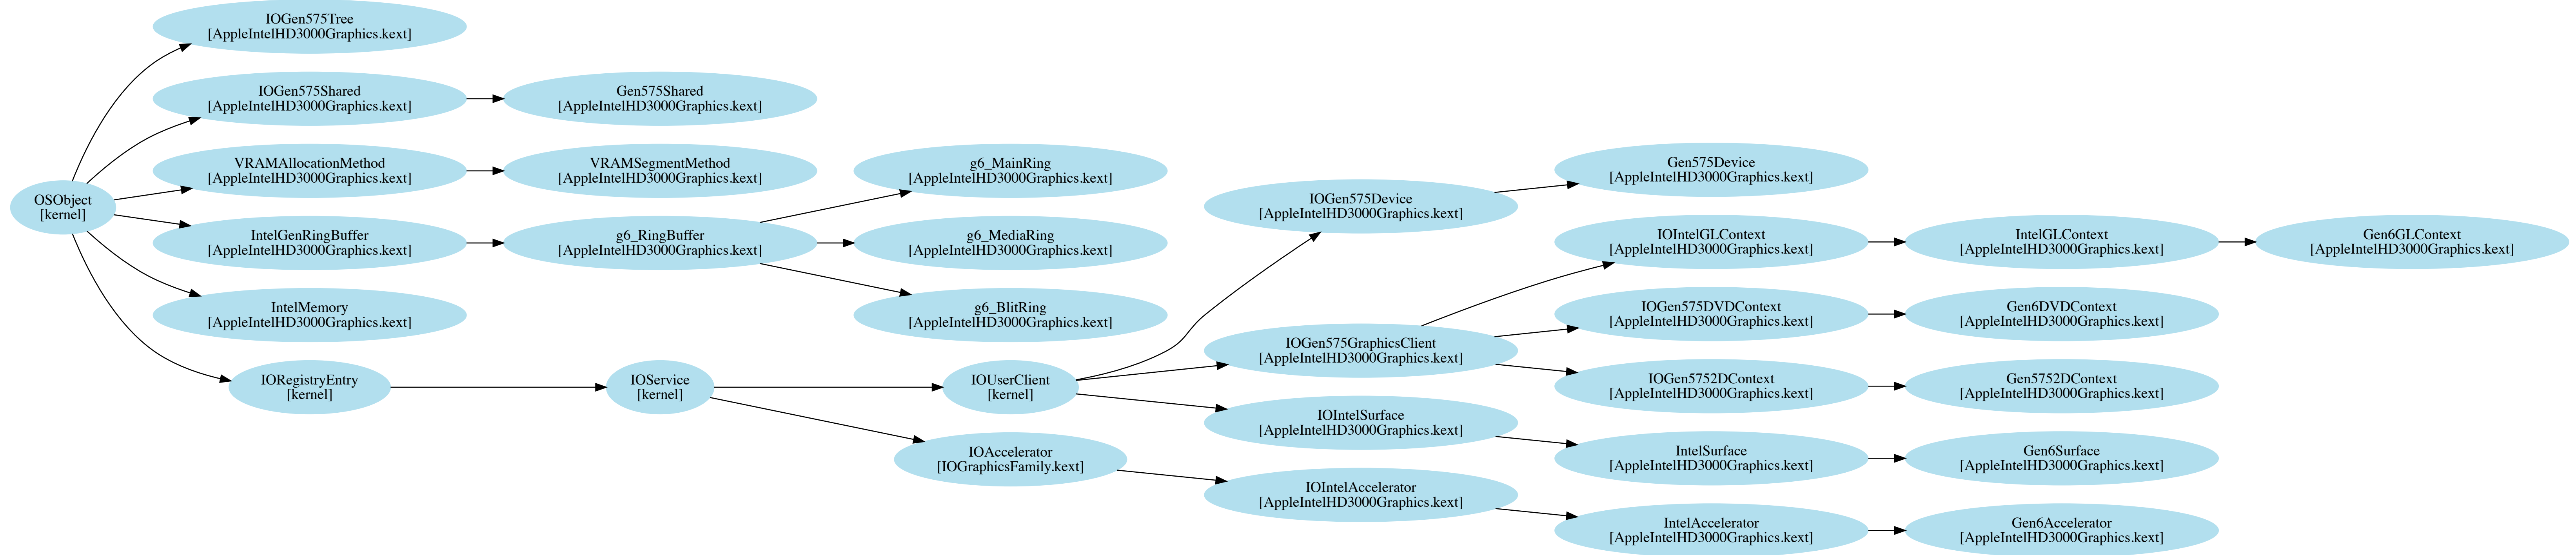 IOGen575Tree
[AppleIntelHD3000Graphics.kext]
IOGen575Shared
[AppleIntelHD3000Graphics.kext]
Gen575Shared
[AppleIntelHD3000Graphics.kext]
VRAMAllocationMethod
[AppleIntelHD3000Graphics.kext]
VRAMSegmentMethod
[AppleIntelHD3000Graphics.kext]
g6_MainRing
[AppleIntelHD3000Graphics.kext]
Gen575Device
[AppleIntelHD3000Graphics.kext]
OSObject
[kernel]
IOGen575Device
[AppleIntelHD3000Graphics.kext]
IntelGenRingBuffer
[AppleIntelHD3000Graphics.kext]
g6_RingBuffer
[AppleIntelHD3000Graphics.kext]
g6_MediaRing
[AppleIntelHD3000Graphics.kext]
IOIntelGLContext
[AppleIntelHD3000Graphics.kext]
IntelGLContext
[AppleIntelHD3000Graphics.kext]
Gen6GLContext
[AppleIntelHD3000Graphics.kext]
IntelMemory
[AppleIntelHD3000Graphics.kext]
g6_BlitRing
[AppleIntelHD3000Graphics.kext]
IOGen575DVDContext
[AppleIntelHD3000Graphics.kext]
Gen6DVDContext
[AppleIntelHD3000Graphics.kext]
IOGen575GraphicsClient
[AppleIntelHD3000Graphics.kext]
IORegistryEntry
[kernel]
IOService
[kernel]
IOUserClient
[kernel]
IOGen5752DContext
[AppleIntelHD3000Graphics.kext]
Gen5752DContext
[AppleIntelHD3000Graphics.kext]
IOIntelSurface
[AppleIntelHD3000Graphics.kext]
IOAccelerator
[IOGraphicsFamily.kext]
IntelSurface
[AppleIntelHD3000Graphics.kext]
Gen6Surface
[AppleIntelHD3000Graphics.kext]
IOIntelAccelerator
[AppleIntelHD3000Graphics.kext]
IntelAccelerator
[AppleIntelHD3000Graphics.kext]
Gen6Accelerator
[AppleIntelHD3000Graphics.kext]